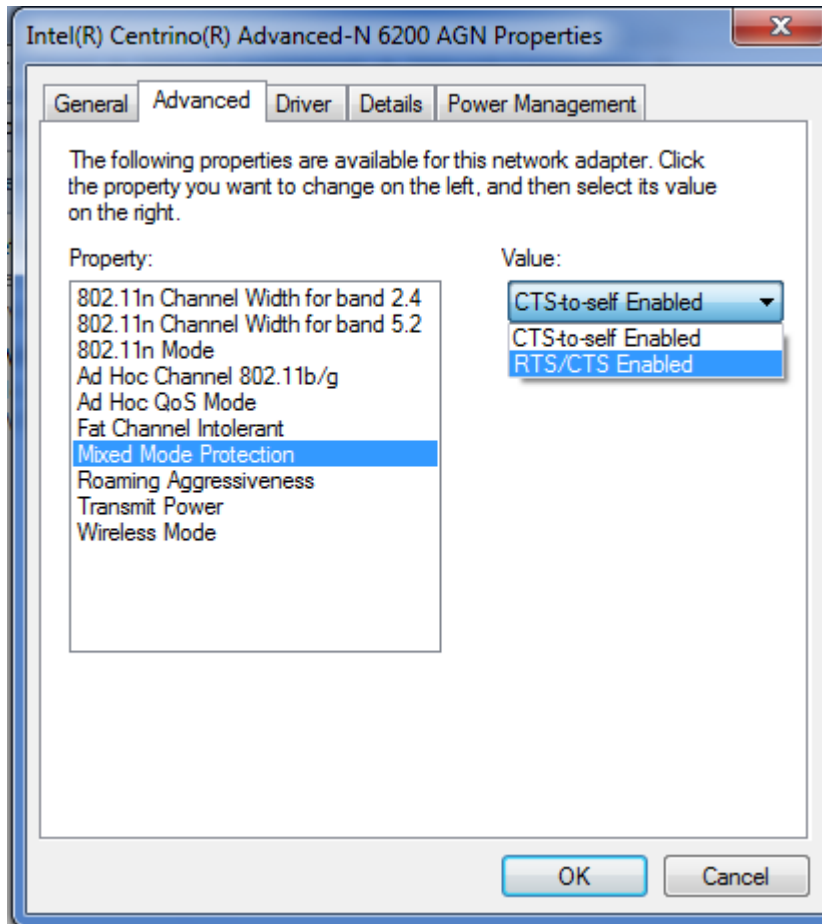 Intel(R) Centrino(R) Advanced-N 6200 AGN Properties
General Advanced Driver Details Power Management
The following properties are available for this network adapter. Click
the property you want to change on the left, and then select its value
on the right.
Property:
802.11n Channel Width for band 2.4
802.11n Channel Width for band 5.2
802.11n Mode
Ad Hoc Channel 802.11b/g
Ad Hoc QoS Mode
Fat Channel Intolerant
Mixed Mode Protection
Roaming Aggressiveness
Transmit Power
Wireless Mode
Value:
CTS-to-self Enabled
CTS-to-self Enabled
RTS/CTS Enabled
OK Cancel